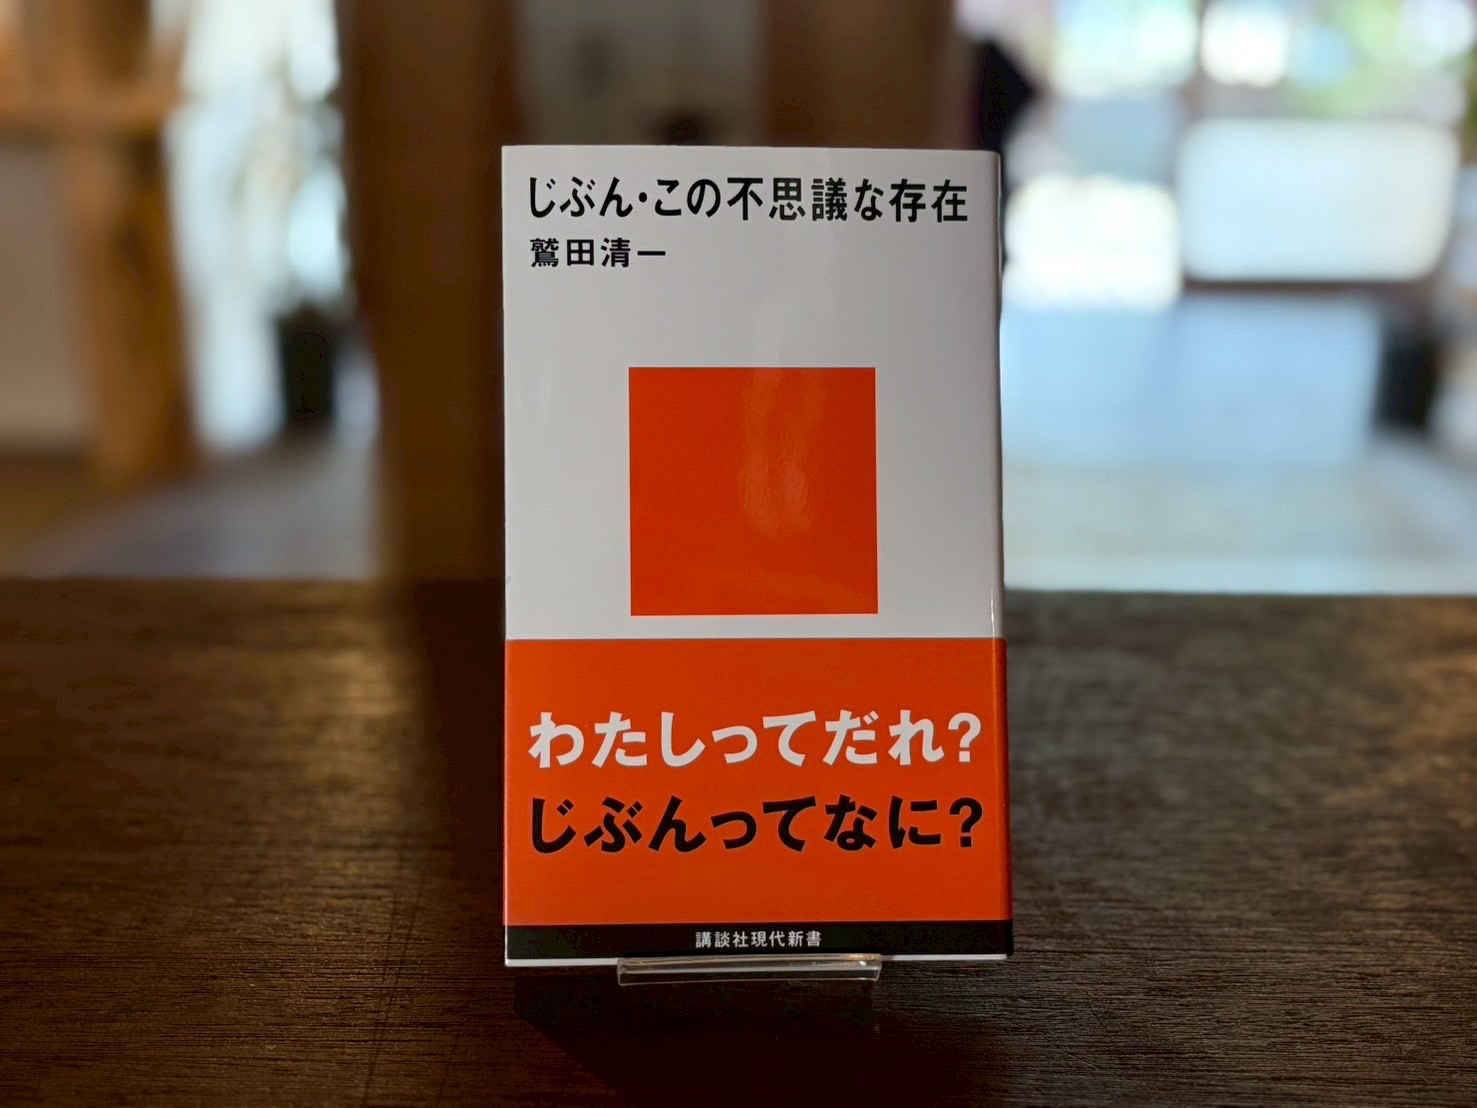 じぶん・この不思議な存在
鷲田清一
わたしってだれ?
じぶんってなに?
講談社現代新書